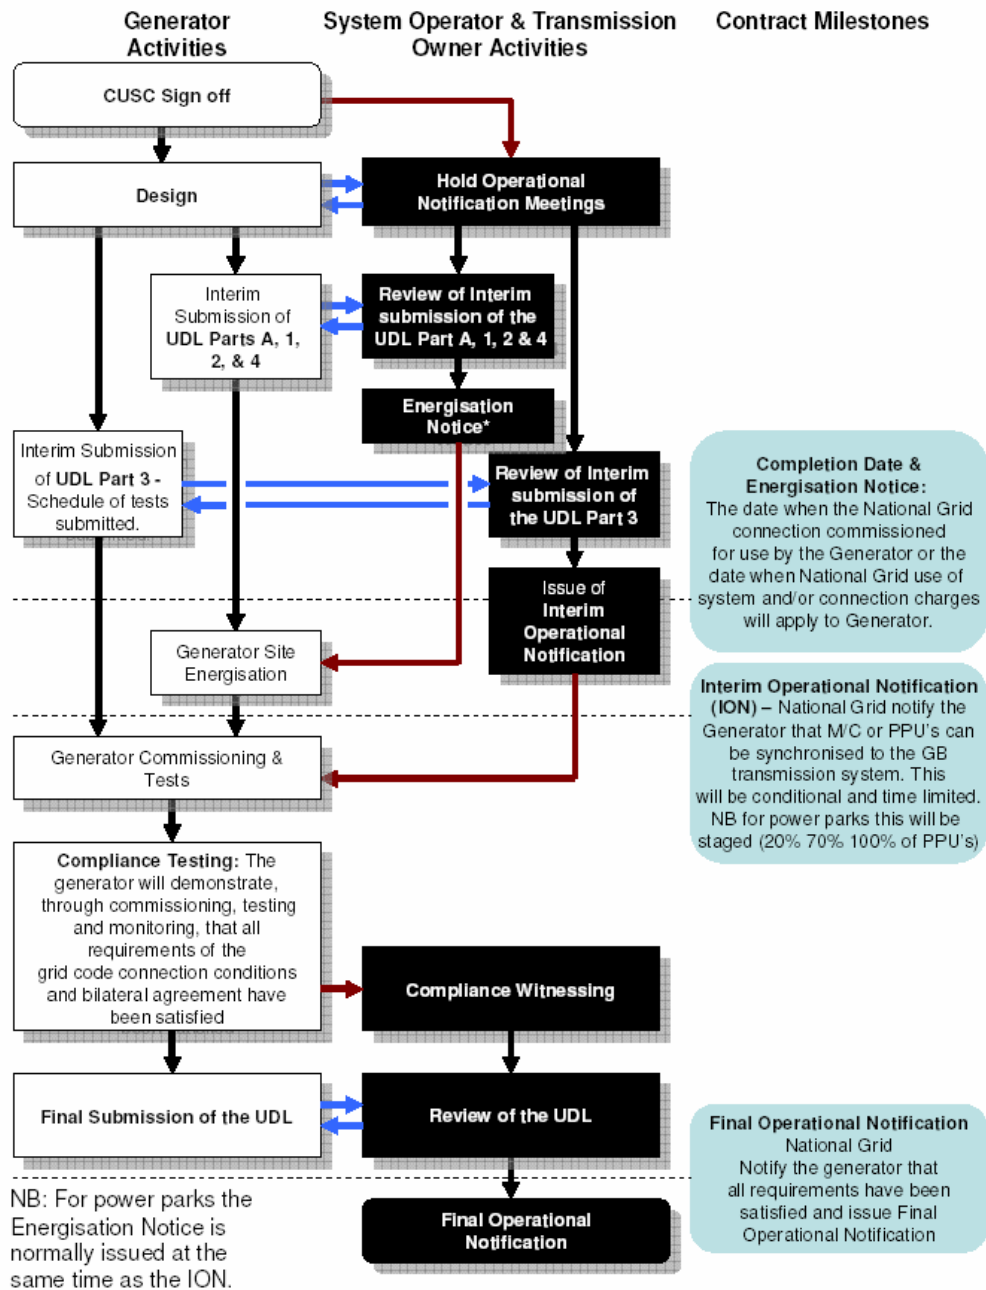 Generator
Activities
System Operator & Transmission
Owner Activities
Contract Milestones
CUSC Sign off
Design
Hold Operational
Notification Meetings
Interim
Submission of
UDL Parts A, 1,
2, & 4
Review of Interim
submission of the
UDL Part A, 1, 2 & 4
Energisation
Notice*
Interim Submission
of UDL Part 3 -
Schedule of tests
submitted.
Review of Interim
submission of
the UDL Part 3
Completion Date &
Energisation Notice:
The date when the National Grid
connection commissioned
for use by the Generator or the
date when National Grid use of
system and/or connection charges
will apply to Generator.
Issue of
Interim
Operational
Notification
Generator Site
Energisation
Interim Operational Notification
(ION) – National Grid notify the
Generator that M/C or PPU's can
be synchronised to the GB
transmission system. This
will be conditional and time limited.
NB for power parks this will be
staged (20% 70% 100% of PPU's)
Generator Commissioning &
Tests
Compliance Testing: The
generator will demonstrate,
through commissioning, testing
and monitoring, that all
requirements of the
grid code connection conditions
and bilateral agreement have
been satisfied
Compliance Witnessing
Final Submission of the UDL
Review of the UDL
Final Operational Notification
National Grid
Notify the generator that
all requirements have been
satisfied and issue Final
Operational Notification
Final Operational
Notification
NB: For power parks the
Energisation Notice is
normally issued at the
same time as the ION.